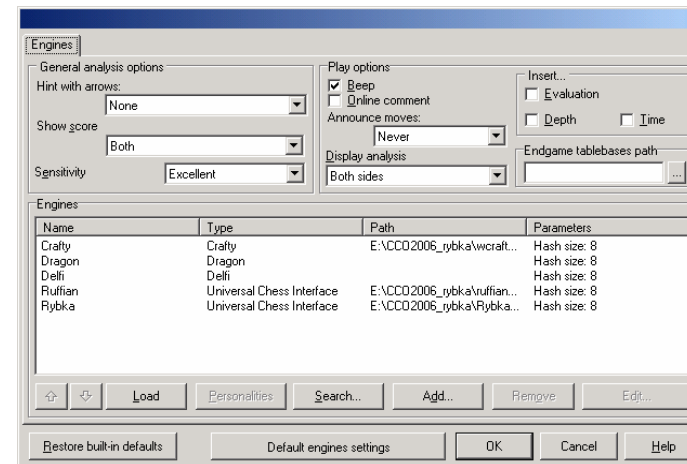 Engines
General analysis options
Hint with arrows:
None
Show score
Both
Sensitivity
Excellent
Play options
Beep
Online comment
Announce moves:
Never
Display analysis
Both sides
Insert...
Evaluation
Depth
Time
Endgame tablebases path
...
Engines
Name Type Path Parameters
Crafty Crafty E:\CCO2006_rybka\wcraft... Hash size: 8
Dragon Dragon Hash size: 8
Delfi Delfi Hash size: 8
Ruffian Universal Chess Interface E:\CCO2006_rybka\ruffian... Hash size: 8
Rybka Universal Chess Interface E:\CCO2006_rybka\Rybka... Hash size: 8
Load Personalities Search... Add... Remove Edit...
Restore built-in defaults Default engines settings OK Cancel Help